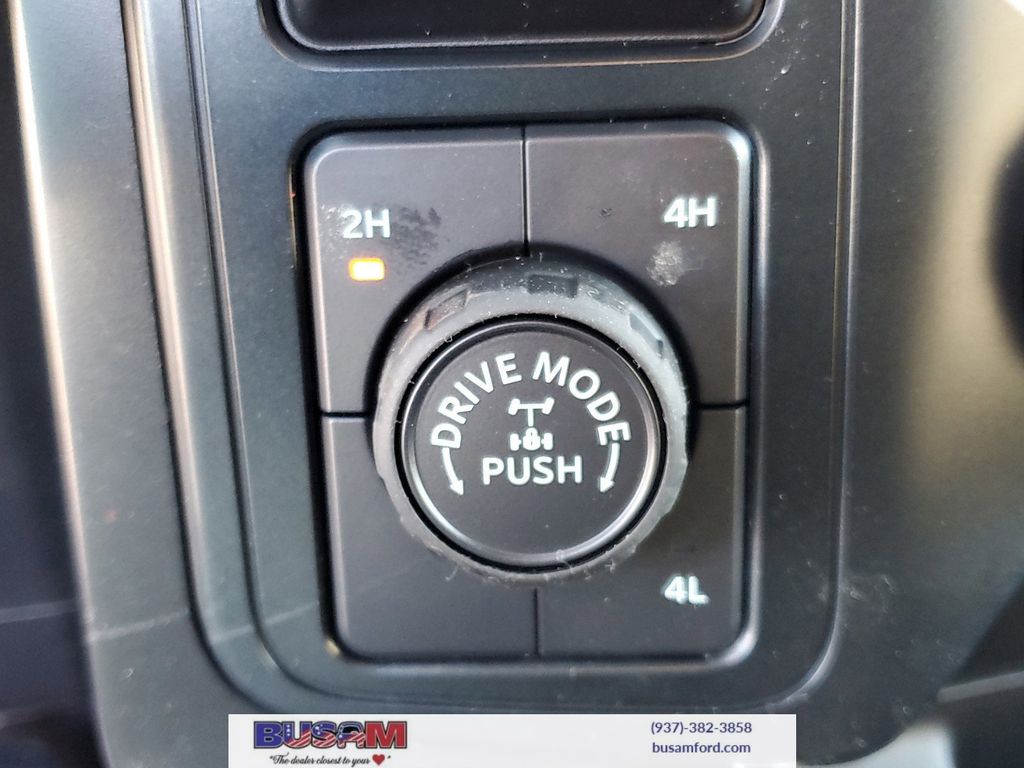 2H
4H
DRIVE MODE
PUSH
4L
BUSAM
"The dealer closest to your ❤"
(937)-382-3858
busamford.com